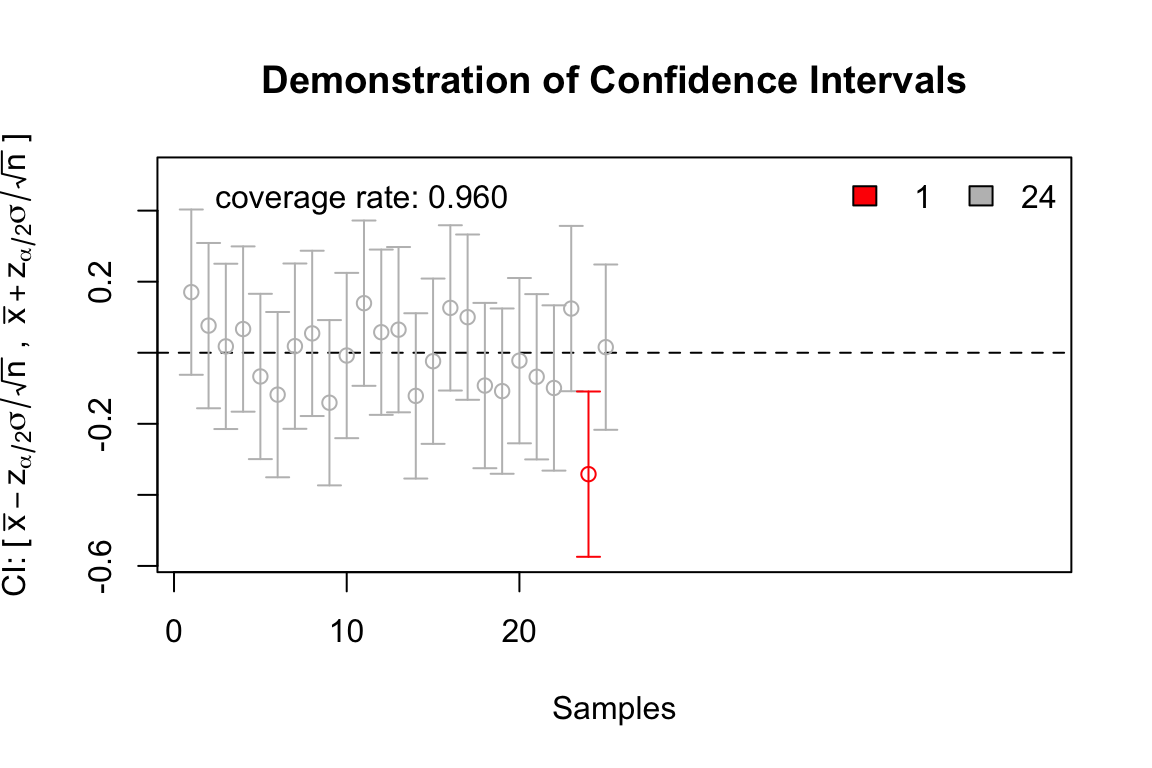 Demonstration of Confidence Intervals
CI: [ x̅ − zα/2σ/√n , x̅ + zα/2σ/√n ]
coverage rate: 0.960
1
24
0.2
-0.2
-0.6
0
10
20
Samples